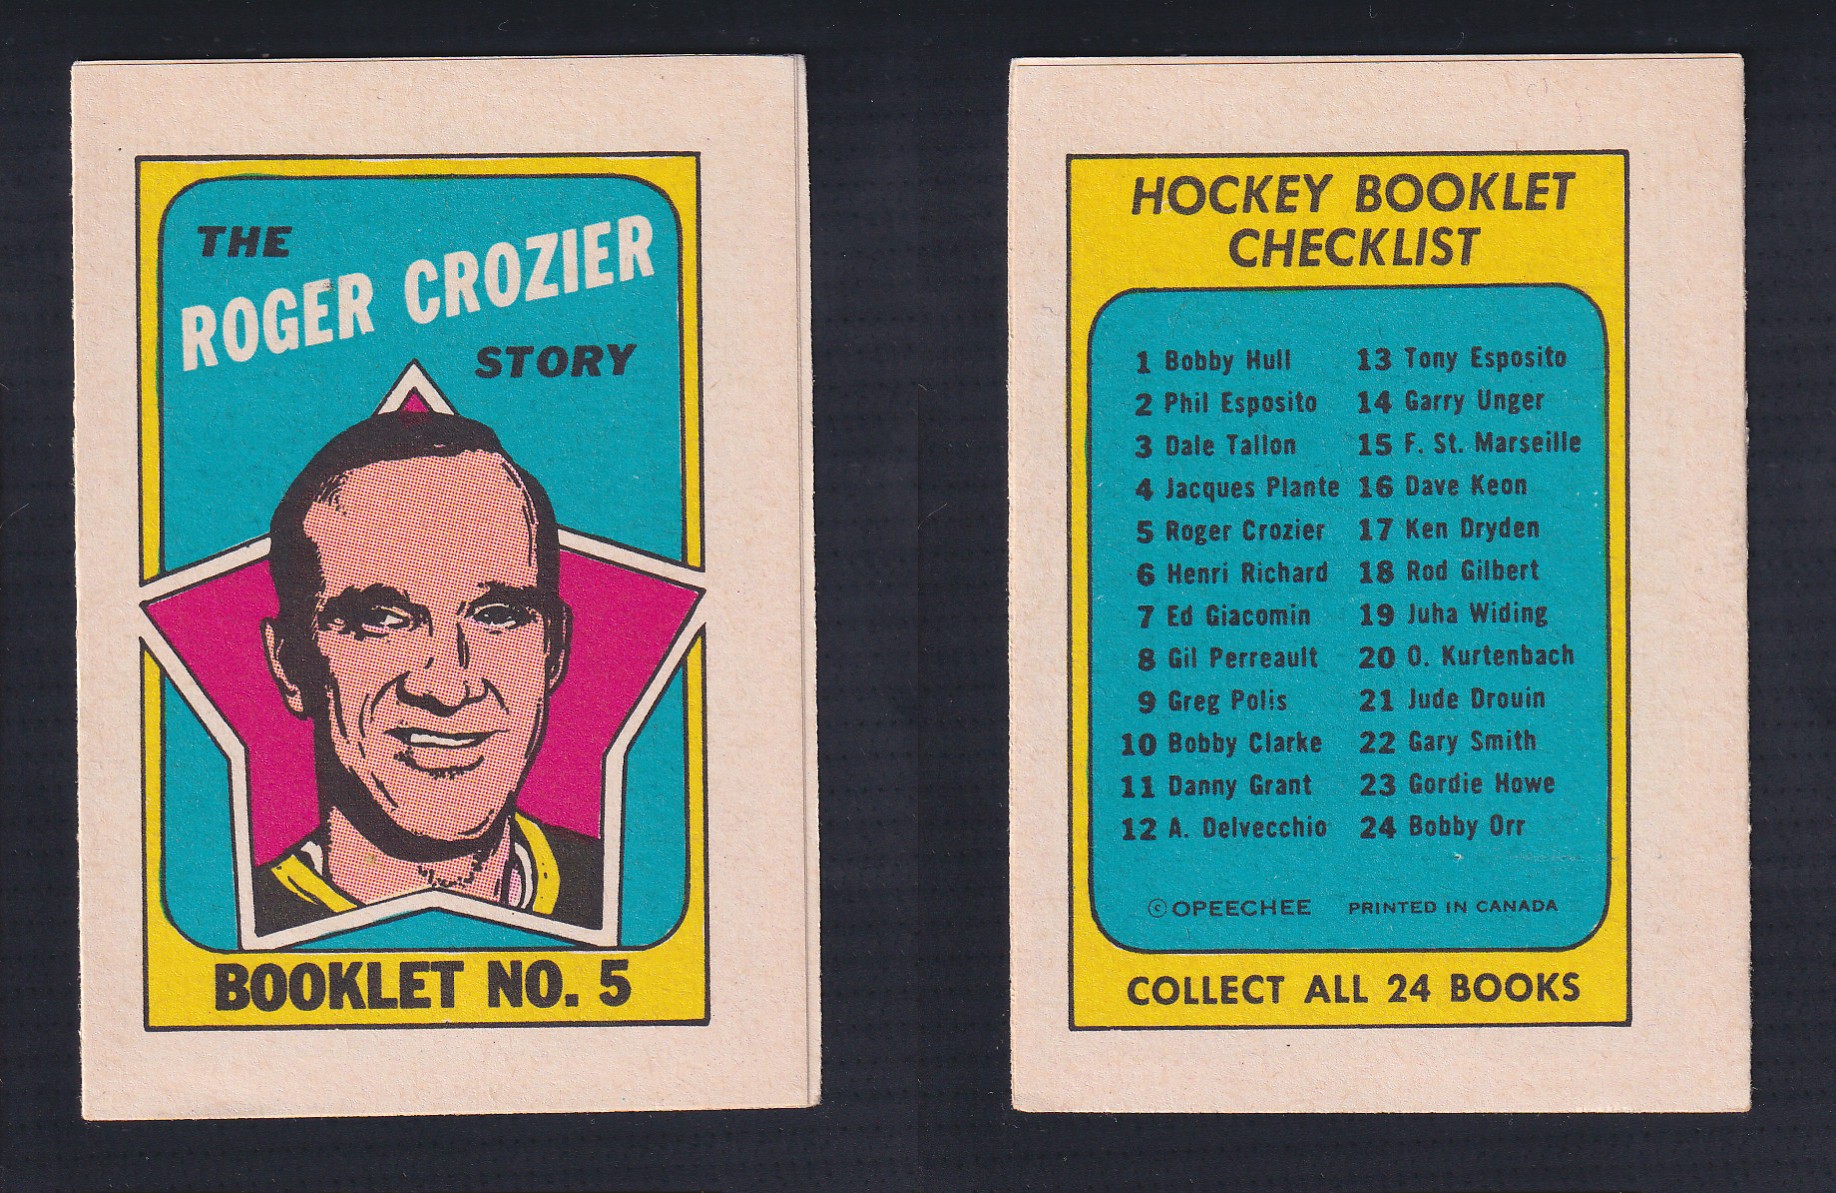 THE
ROGER CROZIER
STORY
BOOKLET NO. 5
HOCKEY BOOKLET
CHECKLIST
1 Bobby Hull
2 Phil Esposito
3 Dale Tallon
4 Jacques Plante
5 Roger Crozier
6 Henri Richard
7 Ed Giacomin
8 Gil Perreault
9 Greg Polis
10 Bobby Clarke
11 Danny Grant
12 A. Delvecchio
13 Tony Esposito
14 Garry Unger
15 F. St. Marseille
16 Dave Keon
17 Ken Dryden
18 Rod Gilbert
19 Juha Widing
20 O. Kurtenbach
21 Jude Drouin
22 Gary Smith
23 Gordie Howe
24 Bobby Orr
©OPEECHEE PRINTED IN CANADA
COLLECT ALL 24 BOOKS